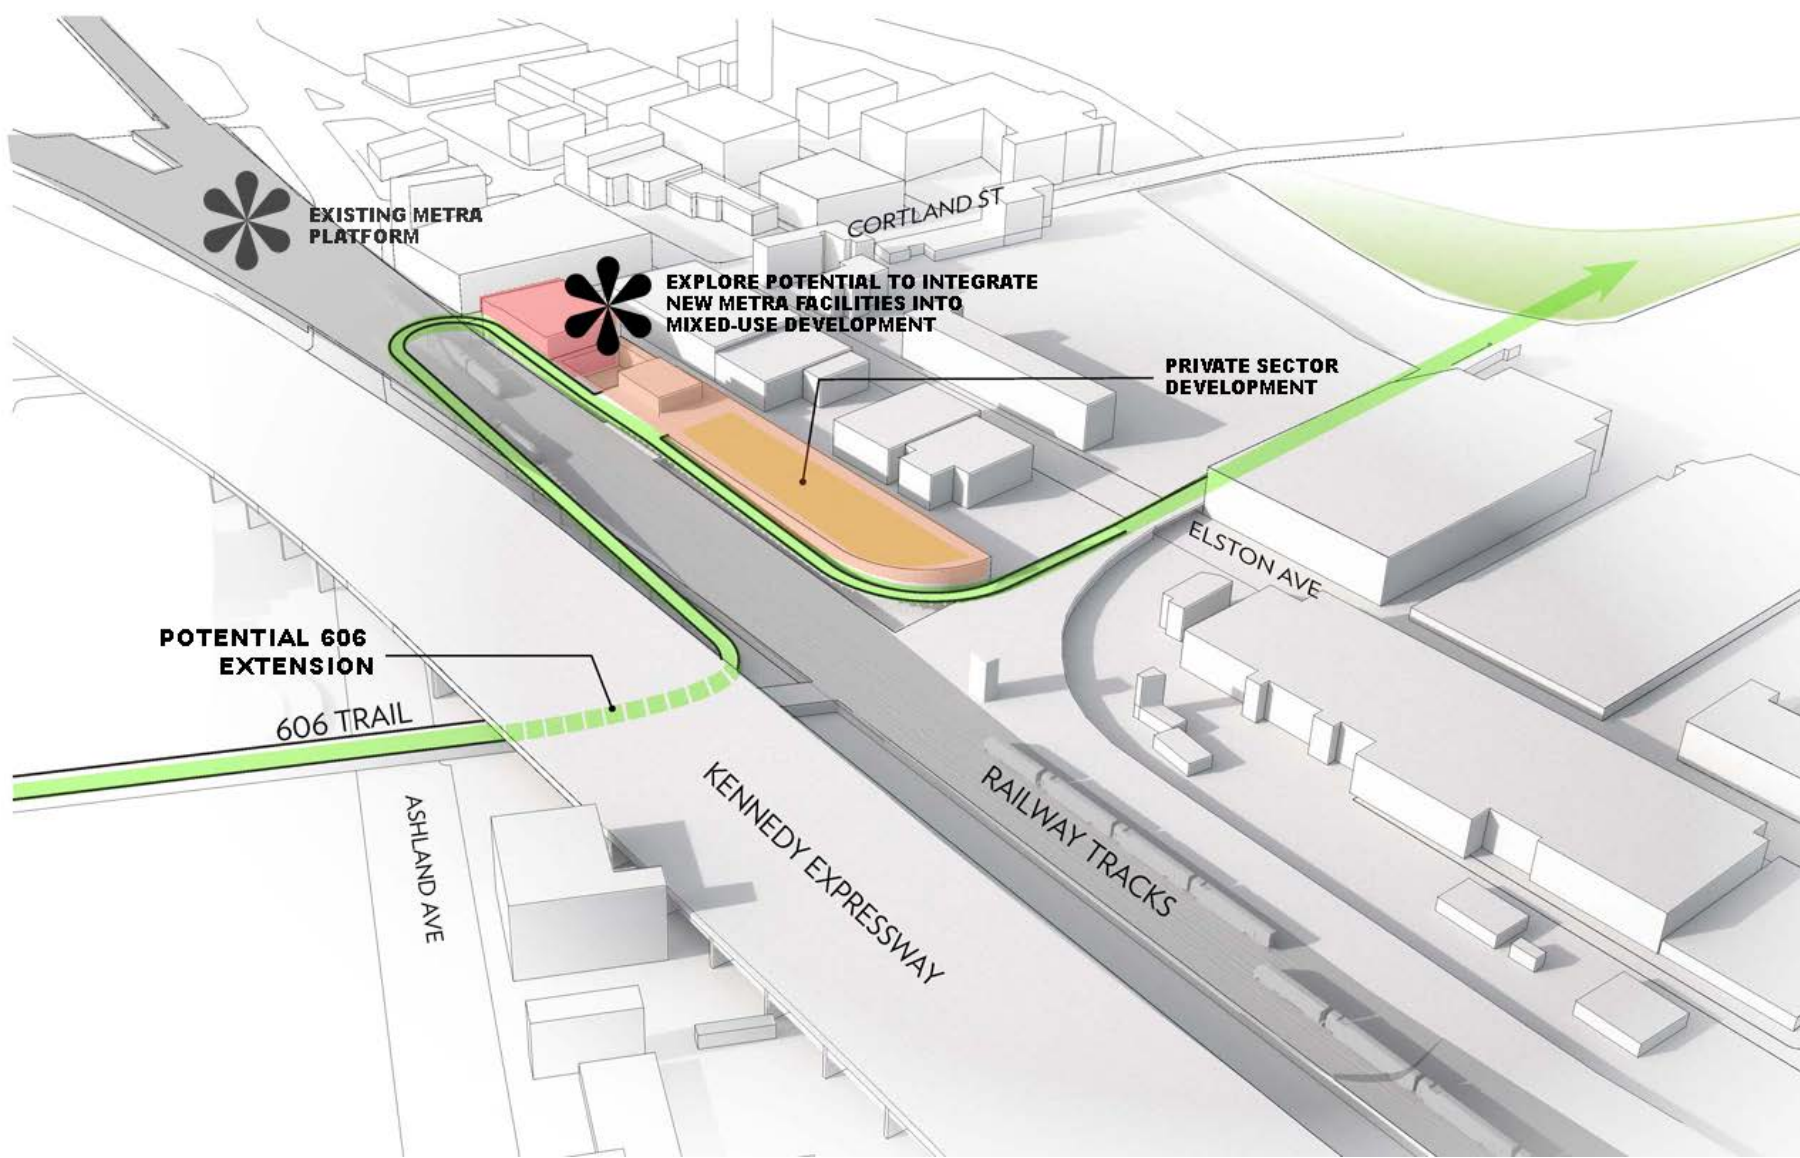 CORTLAND ST
EXISTING METRA
PLATFORM
EXPLORE POTENTIAL TO INTEGRATE
NEW METRA FACILITIES INTO
MIXED-USE DEVELOPMENT
PRIVATE SECTOR
DEVELOPMENT
ELSTON AVE
POTENTIAL 606
EXTENSION
606 TRAIL
ASHLAND AVE
KENNEDY EXPRESSWAY
RAILWAY TRACKS